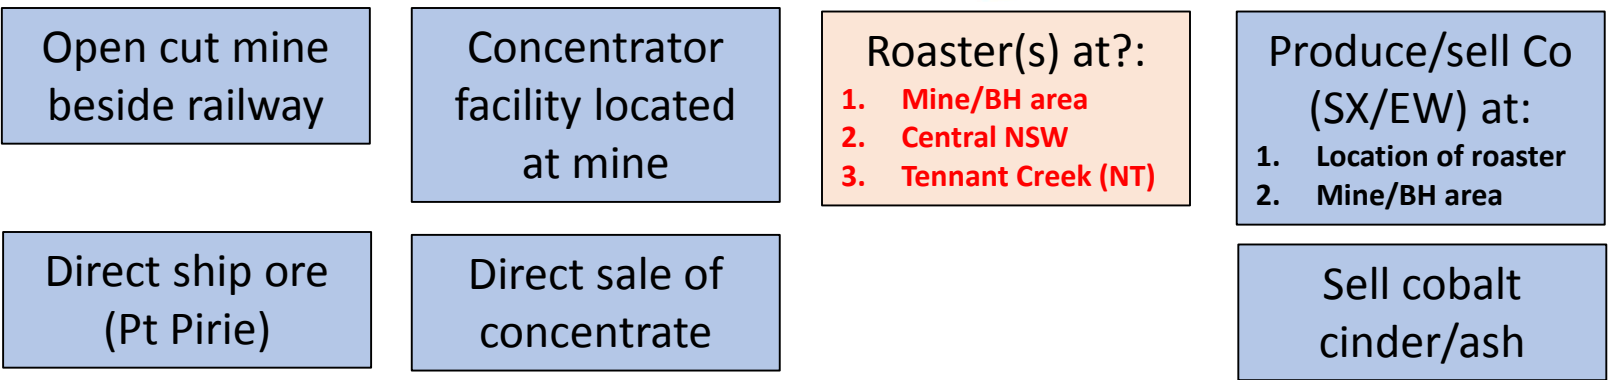 Open cut mine
beside railway
Concentrator
facility located
at mine
Roaster(s) at?:
1. Mine/BH area
2. Central NSW
3. Tennant Creek (NT)
Produce/sell Co
(SX/EW) at:
1. Location of roaster
2. Mine/BH area
Direct ship ore
(Pt Pirie)
Direct sale of
concentrate
Sell cobalt
cinder/ash